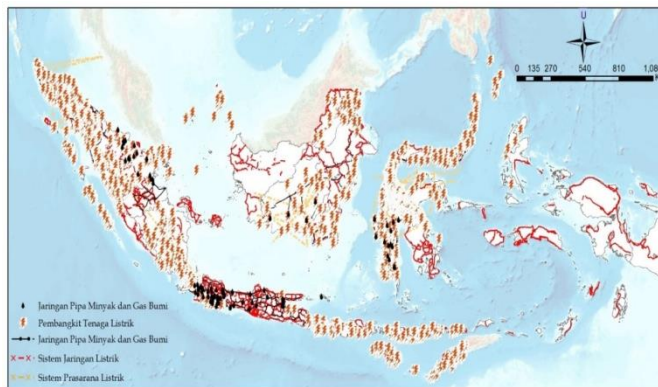 U
0 135 270 540 810 1,08
Jaringan Pipa Minyak dan Gas Bumi
Pembangkit Tenaga Listrik
Jaringan Pipa Minyak dan Gas Bumi
Sistem Jaringan Listrik
Sistem Prasarana Listrik